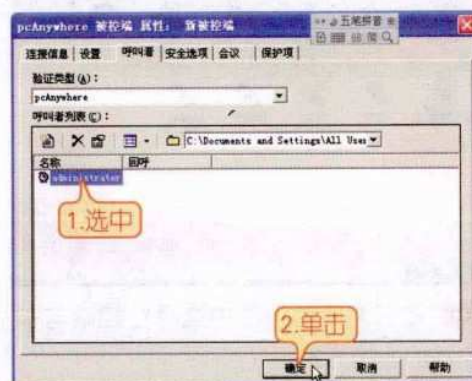 pcAnywhere 被控端 属性: 新被控端
五笔拼音
连接信息 设置 呼叫者 安全选项 会议 保护项
验证类型(A):
pcAnywhere
呼叫者列表(C):
C:\Documents and Settings\All User
名称 回呼
administrator
1.选中
2.单击
确定 取消 帮助